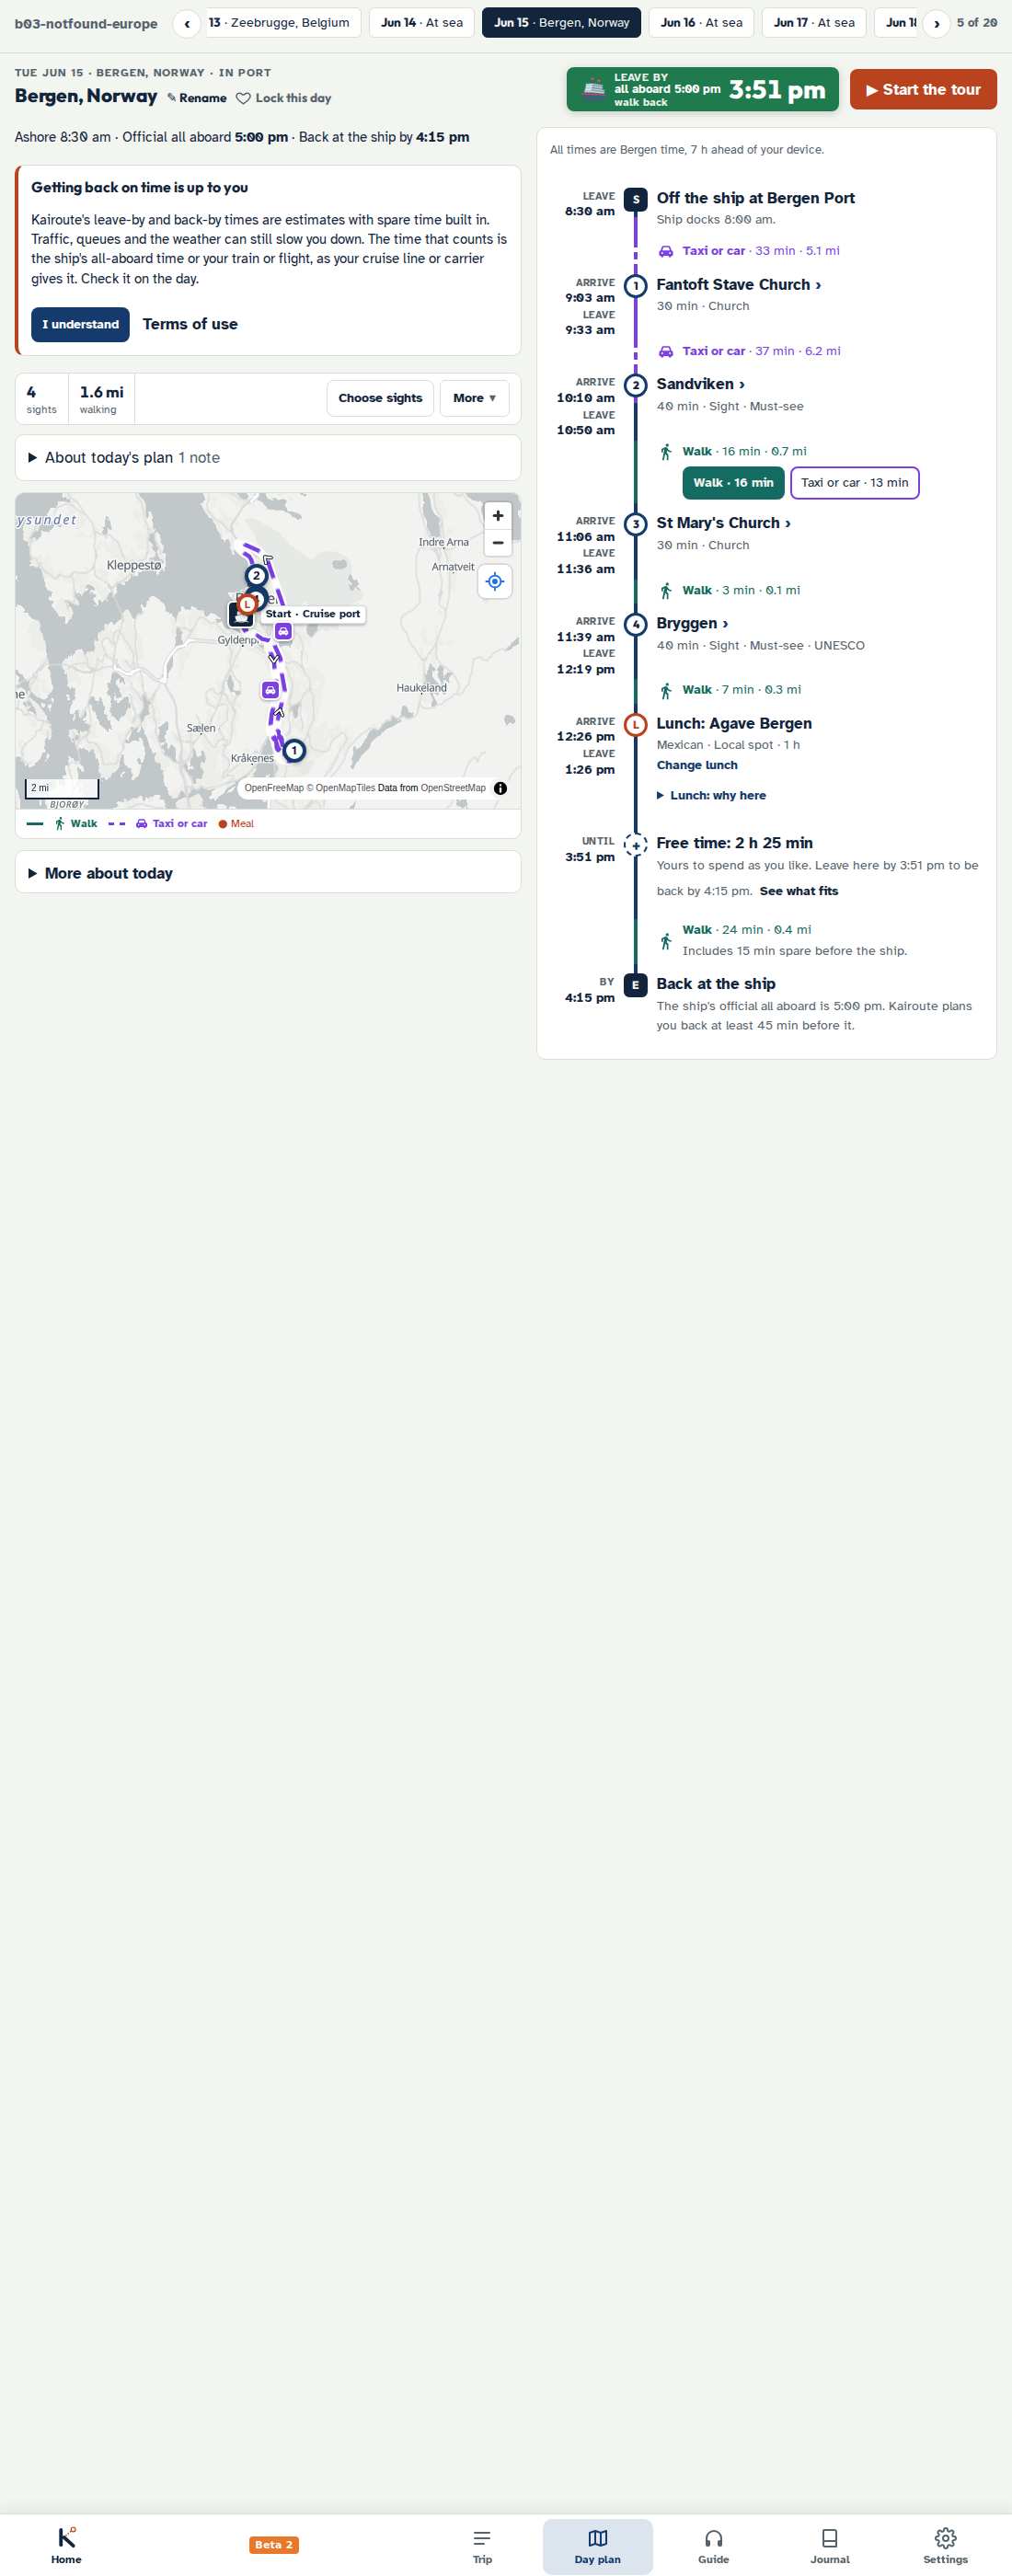 b03-notfound-europe
‹
13 · Zeebrugge, Belgium
Jun 14 · At sea
Jun 15 · Bergen, Norway
Jun 16 · At sea
Jun 17 · At sea
Jun 18
›
5 of 20
TUE JUN 15 · BERGEN, NORWAY · IN PORT
Bergen, Norway
✎ Rename
Lock this day
LEAVE BY
all aboard 5:00 pm
walk back
3:51 pm
▶ Start the tour
Ashore 8:30 am · Official all aboard 5:00 pm · Back at the ship by 4:15 pm
Getting back on time is up to you
Kairoute's leave-by and back-by times are estimates with spare time built in.
Traffic, queues and the weather can still slow you down. The time that counts is
the ship's all-aboard time or your train or flight, as your cruise line or carrier
gives it. Check it on the day.
I understand
Terms of use
4
sights
1.6 mi
walking
Choose sights
More ▼
▶ About today's plan 1 note
ysundet
Kleppestø
Indre Arna
Arnatveit
2
L
Start · Cruise port
Gyldenp
Haukeland
Sælen
Kråkenes
1
2 mi
BJORØY
OpenFreeMap © OpenMapTiles Data from OpenStreetMap
+
−
Walk
Taxi or car
Meal
▶ More about today
All times are Bergen time, 7 h ahead of your device.
LEAVE
8:30 am
S
Off the ship at Bergen Port
Ship docks 8:00 am.
Taxi or car · 33 min · 5.1 mi
ARRIVE
9:03 am
LEAVE
9:33 am
1
Fantoft Stave Church ›
30 min · Church
Taxi or car · 37 min · 6.2 mi
ARRIVE
10:10 am
LEAVE
10:50 am
2
Sandviken ›
40 min · Sight · Must-see
Walk · 16 min · 0.7 mi
Walk · 16 min
Taxi or car · 13 min
ARRIVE
11:06 am
LEAVE
11:36 am
3
St Mary's Church ›
30 min · Church
Walk · 3 min · 0.1 mi
ARRIVE
11:39 am
LEAVE
12:19 pm
4
Bryggen ›
40 min · Sight · Must-see · UNESCO
Walk · 7 min · 0.3 mi
ARRIVE
12:26 pm
LEAVE
1:26 pm
L
Lunch: Agave Bergen
Mexican · Local spot · 1 h
Change lunch
▶ Lunch: why here
UNTIL
3:51 pm
+
Free time: 2 h 25 min
Yours to spend as you like. Leave here by 3:51 pm to be
back by 4:15 pm. See what fits
Walk · 24 min · 0.4 mi
Includes 15 min spare before the ship.
BY
4:15 pm
E
Back at the ship
The ship's official all aboard is 5:00 pm. Kairoute plans
you back at least 45 min before it.
Home
Beta 2
Trip
Day plan
Guide
Journal
Settings